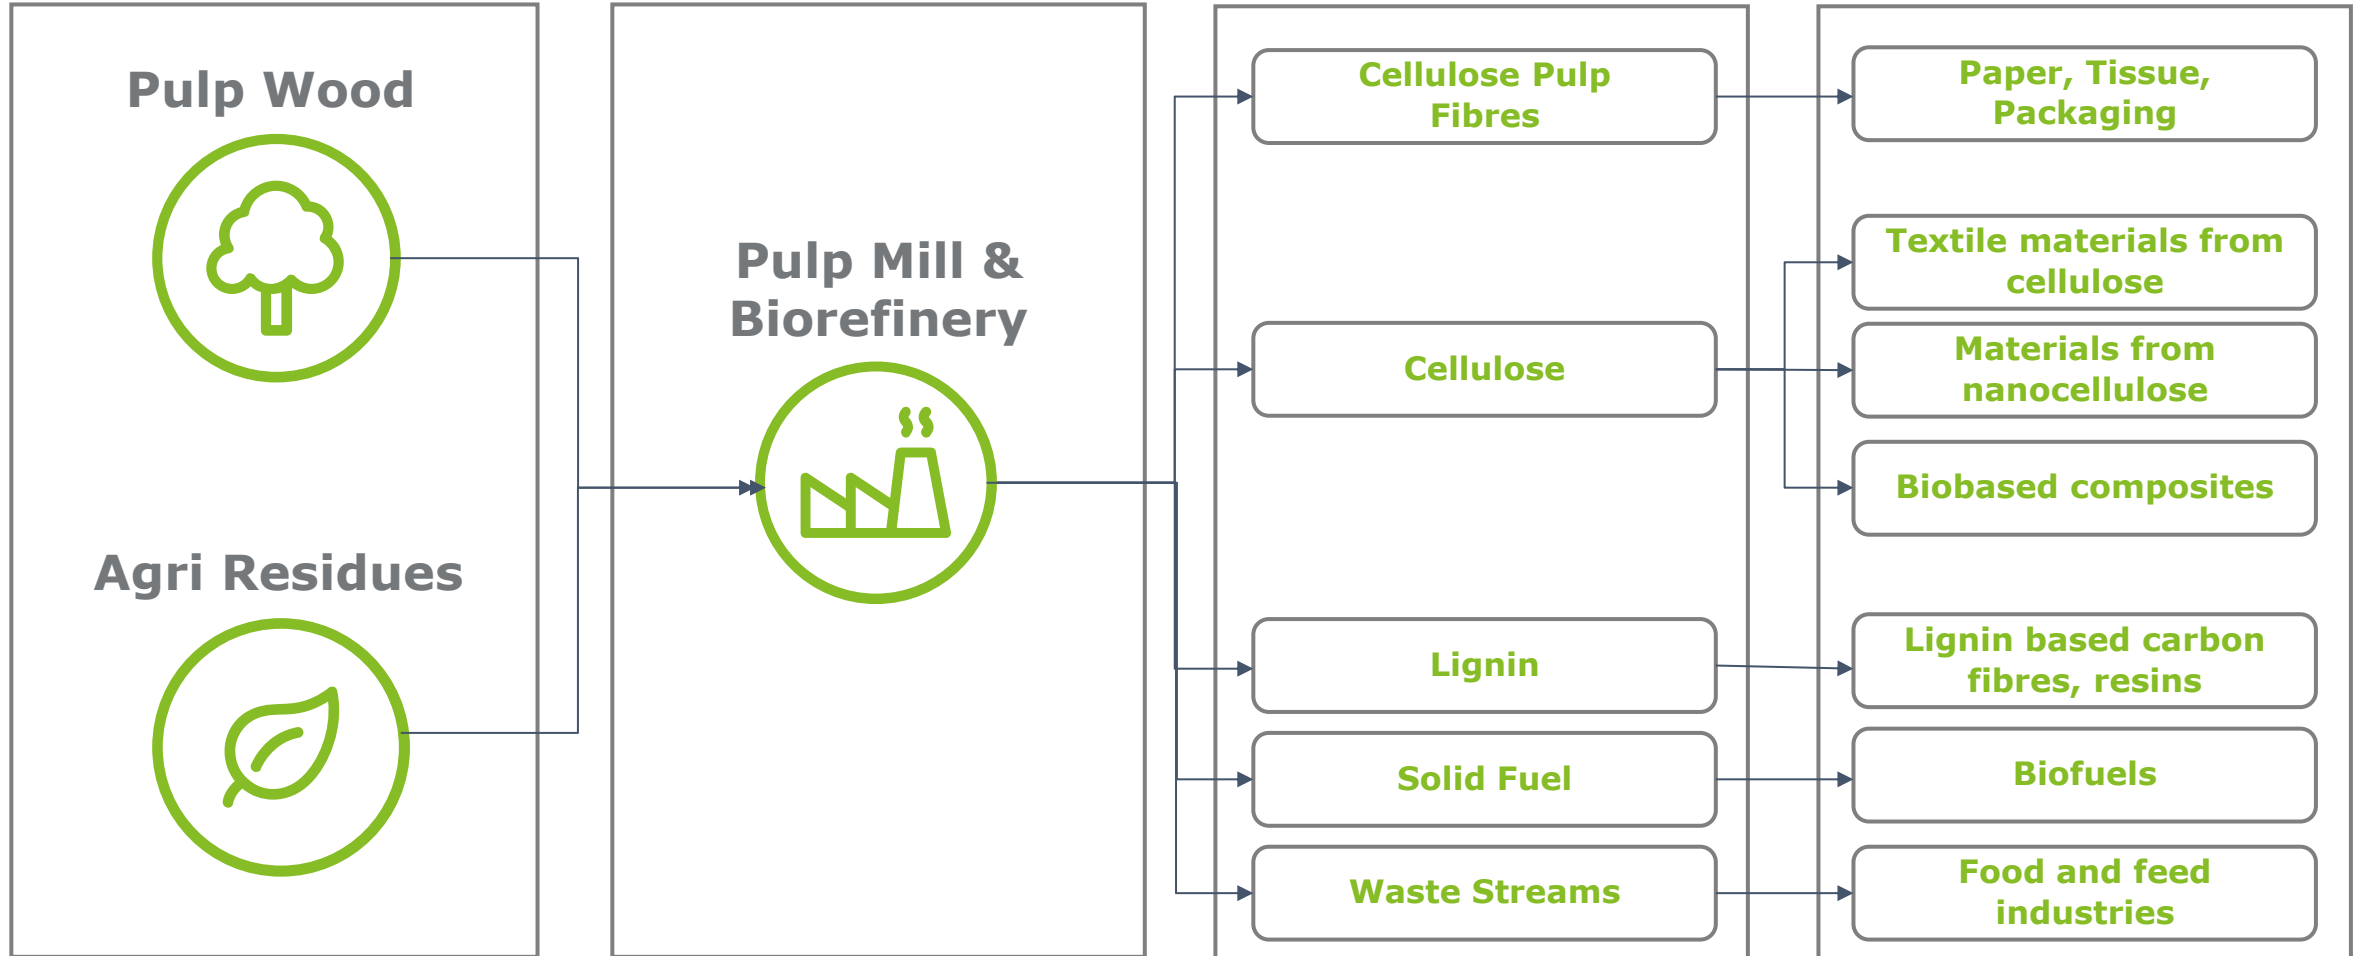 Pulp Wood
Agri Residues
Pulp Mill &
Biorefinery
Cellulose Pulp
Fibres
Cellulose
Lignin
Solid Fuel
Waste Streams
Paper, Tissue,
Packaging
Textile materials from
cellulose
Materials from
nanocellulose
Biobased composites
Lignin based carbon
fibres, resins
Biofuels
Food and feed
industries